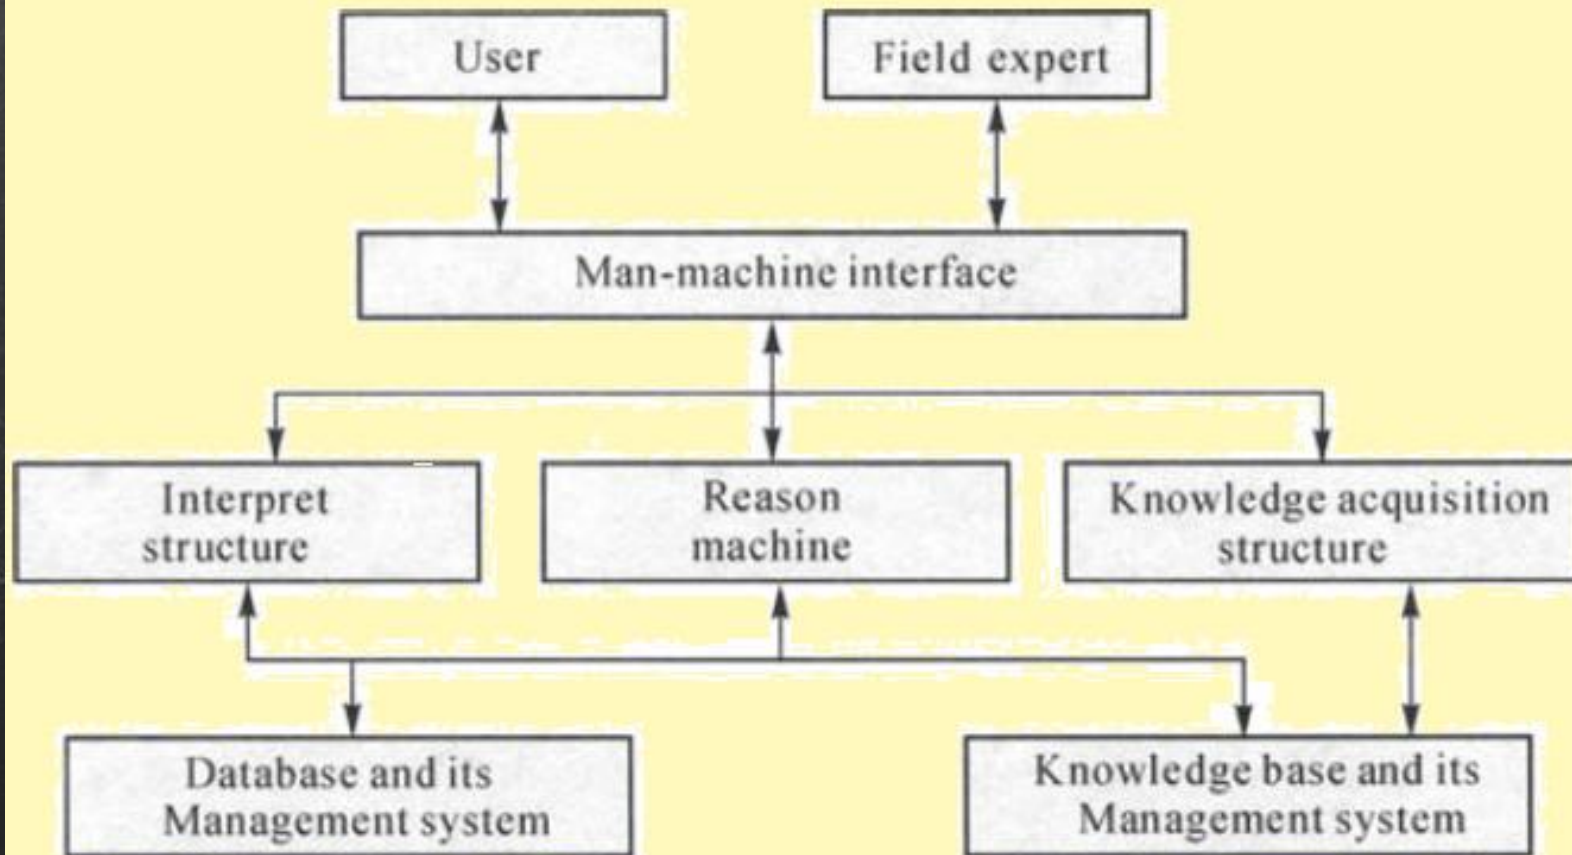 User
Field expert
Man-machine interface
Interpret
structure
Reason
machine
Knowledge acquisition
structure
Database and its
Management system
Knowledge base and its
Management system